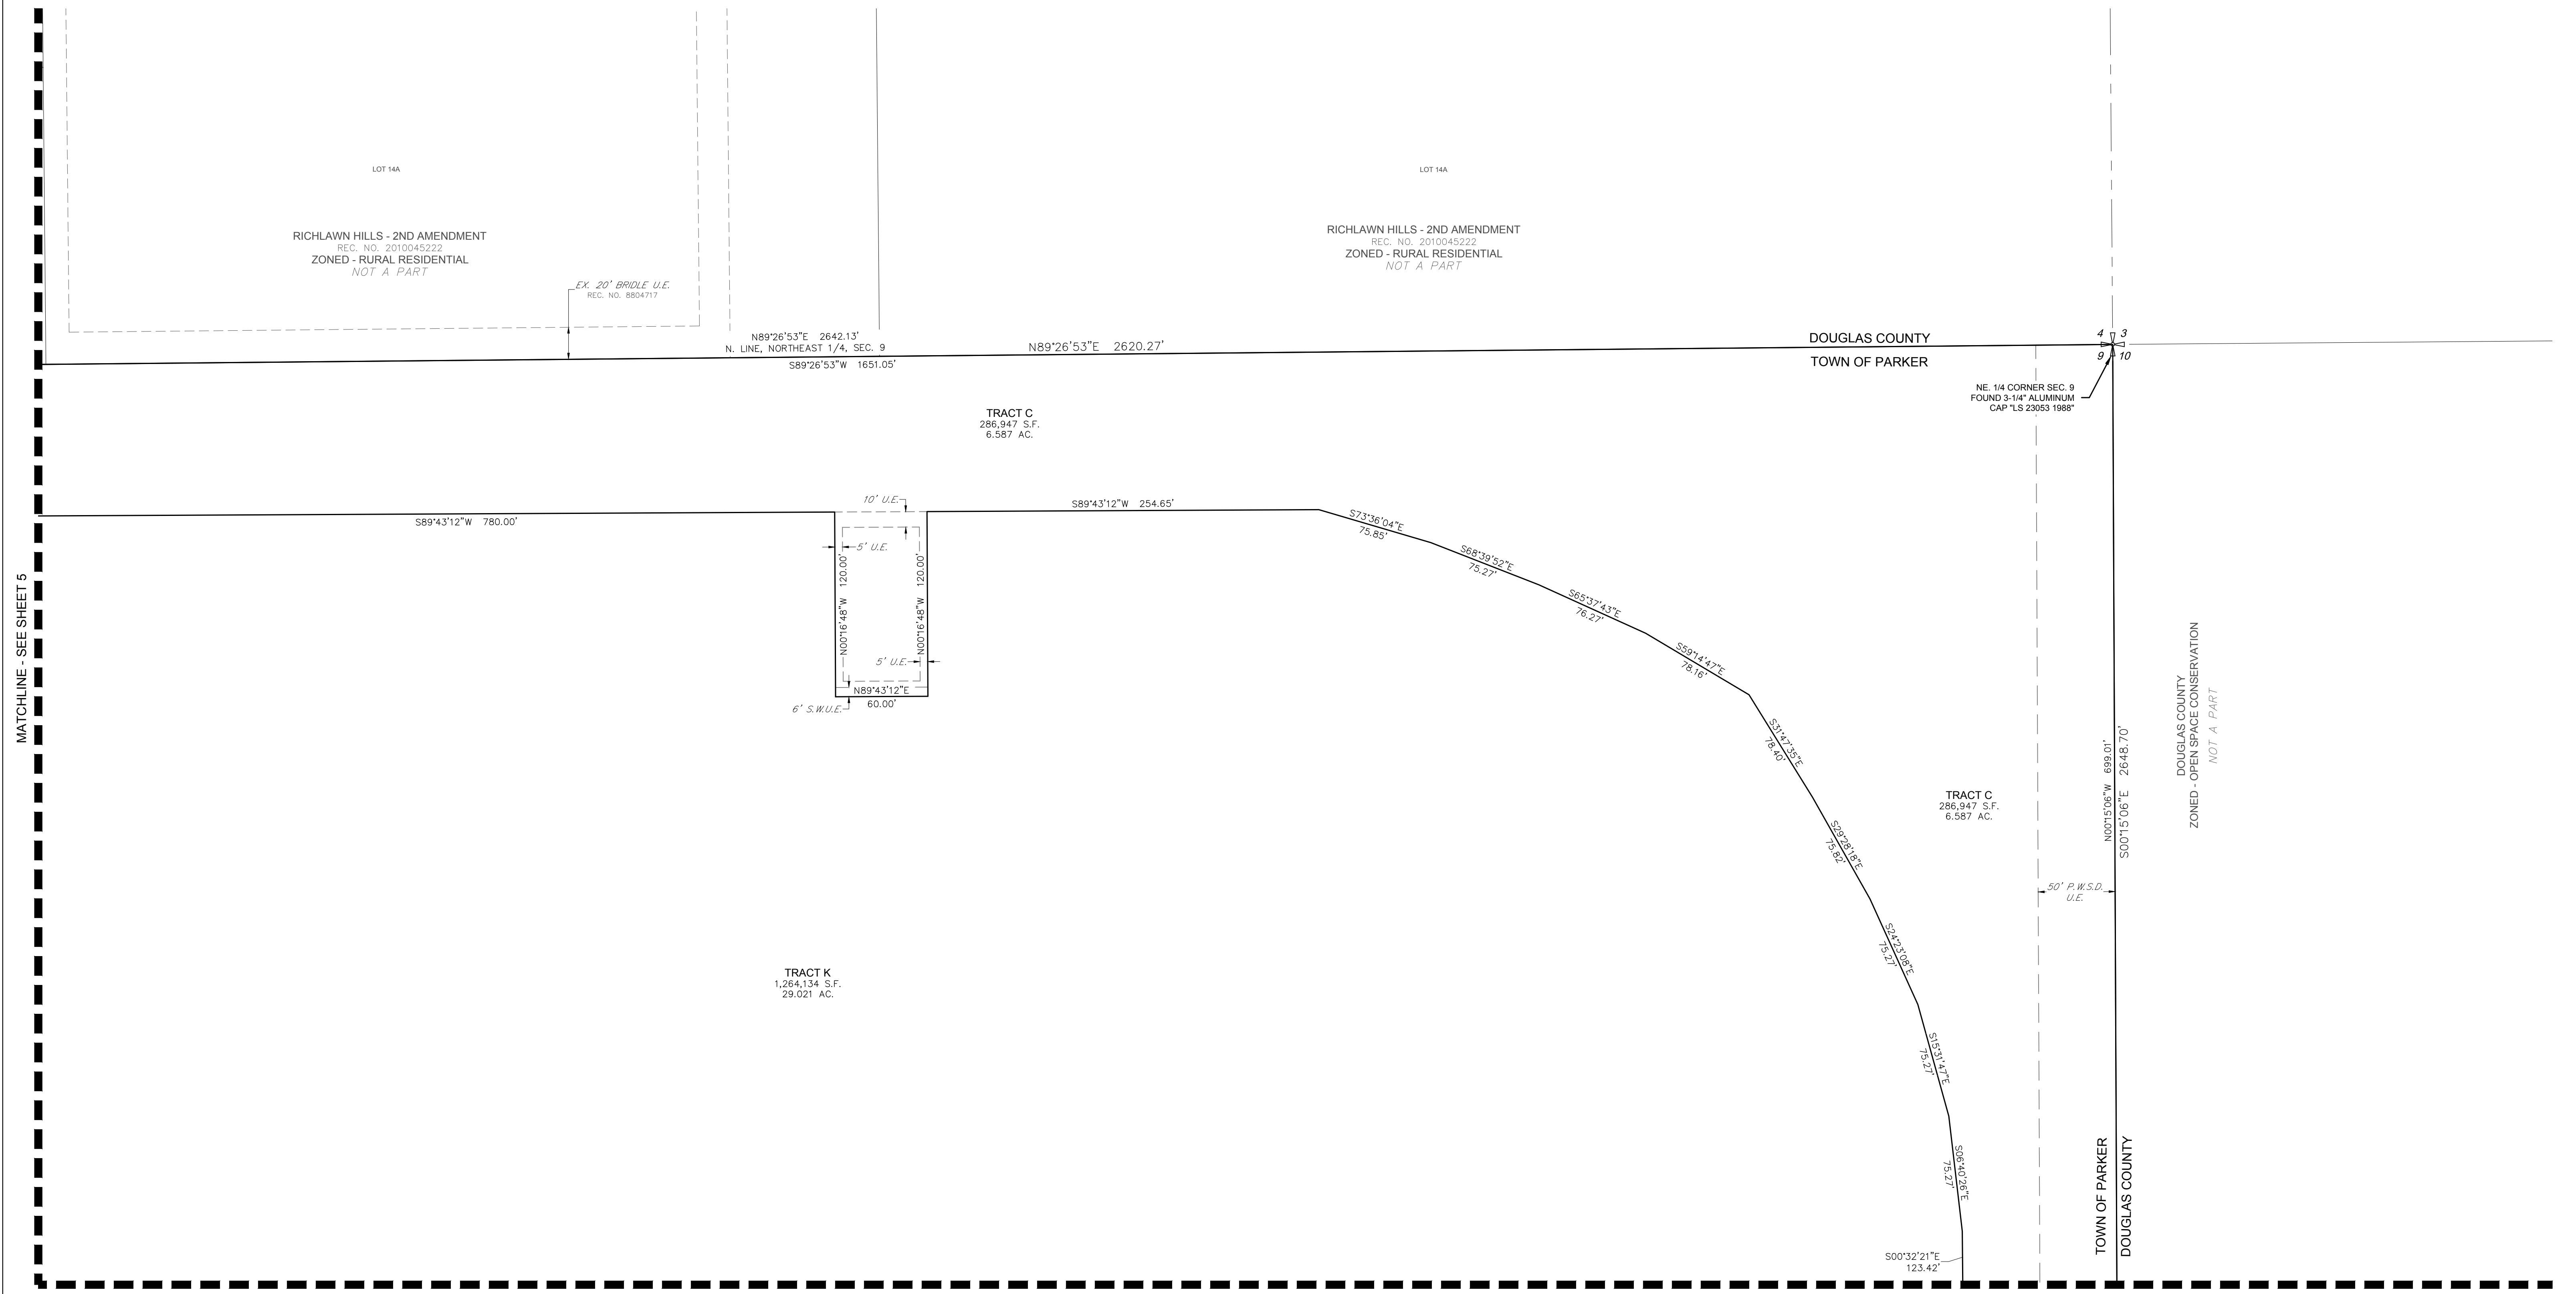 LOT 14A
RICHLAWN HILLS - 2ND AMENDMENT
REC. NO. 2010045222
ZONED - RURAL RESIDENTIAL
NOT A PART
EX. 20' BRIDLE U.E.
REC. NO. 8804717
LOT 14A
RICHLAWN HILLS - 2ND AMENDMENT
REC. NO. 2010045222
ZONED - RURAL RESIDENTIAL
NOT A PART
N89°26'53"E 2642.13'
N. LINE, NORTHEAST 1/4, SEC. 9
S89°26'53"W 1651.05'
N89°26'53"E 2620.27'
DOUGLAS COUNTY
TOWN OF PARKER
4 3
9 10
NE. 1/4 CORNER SEC. 9
FOUND 3-1/4" ALUMINUM
CAP "LS 23053 1988"
TRACT C
286,947 S.F.
6.587 AC.
S89°43'12"W 780.00'
10' U.E.
5' U.E.
N00°16'48"W 120.00'
N00°16'48"W 120.00'
5' U.E.
N89°43'12"E
60.00'
6' S.W.U.E.
S89°43'12"W 254.65'
S73°36'04"E
75.85'
S68°39'52"E
75.27'
S65°37'43"E
76.27'
S59°14'47"E
78.16'
S31°47'35"E
78.40'
S29°28'18"E
75.82'
S24°23'08"E
75.27'
S15°31'47"E
75.27'
S06°40'26"E
75.27'
S00°32'21"E
123.42'
TRACT C
286,947 S.F.
6.587 AC.
50' P.W.S.D.
U.E.
N00°15'06"W 699.01'
S00°15'06"E 2648.70'
DOUGLAS COUNTY
ZONED - OPEN SPACE CONSERVATION
NOT A PART
TOWN OF PARKER
DOUGLAS COUNTY
TRACT K
1,264,134 S.F.
29.021 AC.
MATCHLINE - SEE SHEET 5